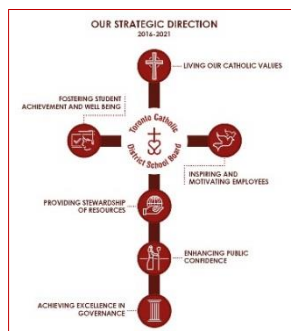 OUR STRATEGIC DIRECTION
2016-2021
LIVING OUR CATHOLIC VALUES
FOSTERING STUDENT
ACHIEVEMENT AND WELL BEING
Toronto Catholic
District School Board
INSPIRING AND
MOTIVATING EMPLOYEES
PROVIDING STEWARDSHIP
OF RESOURCES
ENHANCING PUBLIC
CONFIDENCE
ACHIEVING EXCELLENCE IN
GOVERNANCE